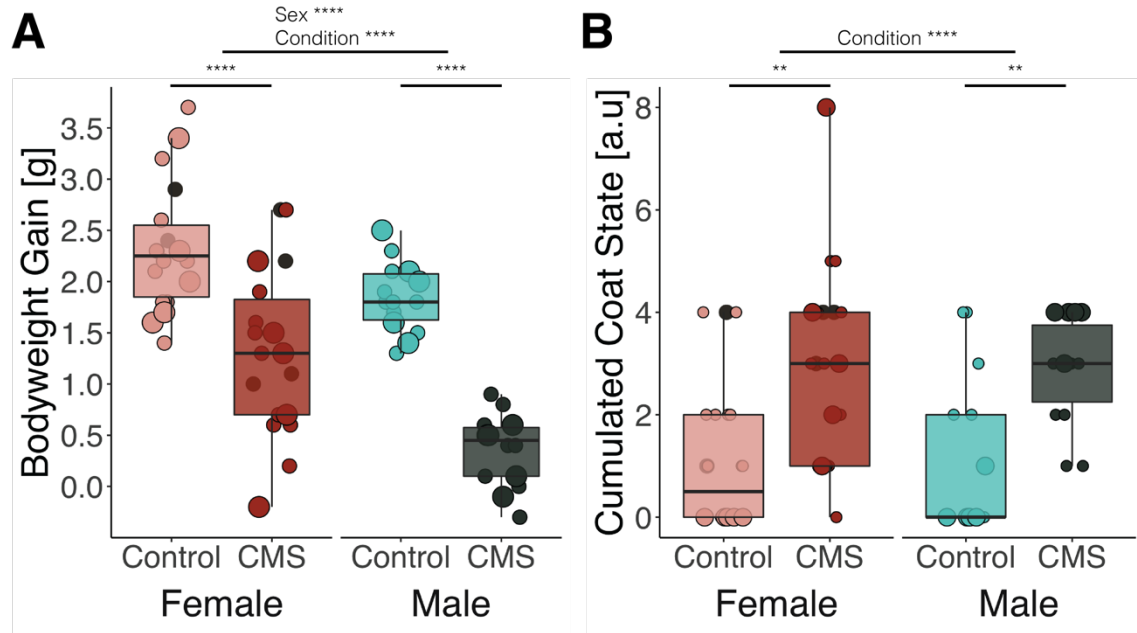 A
Sex ****
Condition ****
**** ****
Bodyweight Gain [g]
3.5
3.0
2.5
2.0
1.5
1.0
0.5
0.0
Control CMS Control CMS
Female Male
B
Condition ****
** **
Cumulated Coat State [a.u]
8
6
4
2
0
Control CMS Control CMS
Female Male